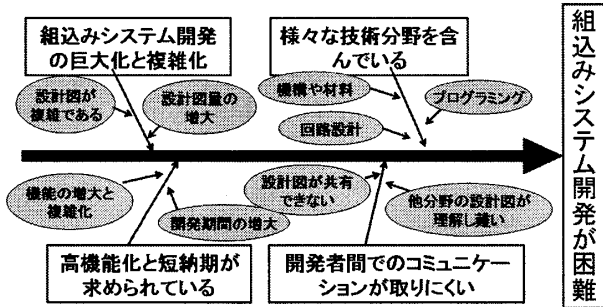 組込みシステム開発
の巨大化と複雑化
様々な技術分野を含
んでいる
設計図が
複雑である
設計図量の
増大
機構や材料
プログラミング
回路設計
機能の増大と
複雑化
開発期間の増大
設計図が共有
できない
他分野の設計図が
理解し難い
高機能化と短納期が
求められている
開発者間でのコミュニケー
ションが取りにくい
組込みシステム開発が困難